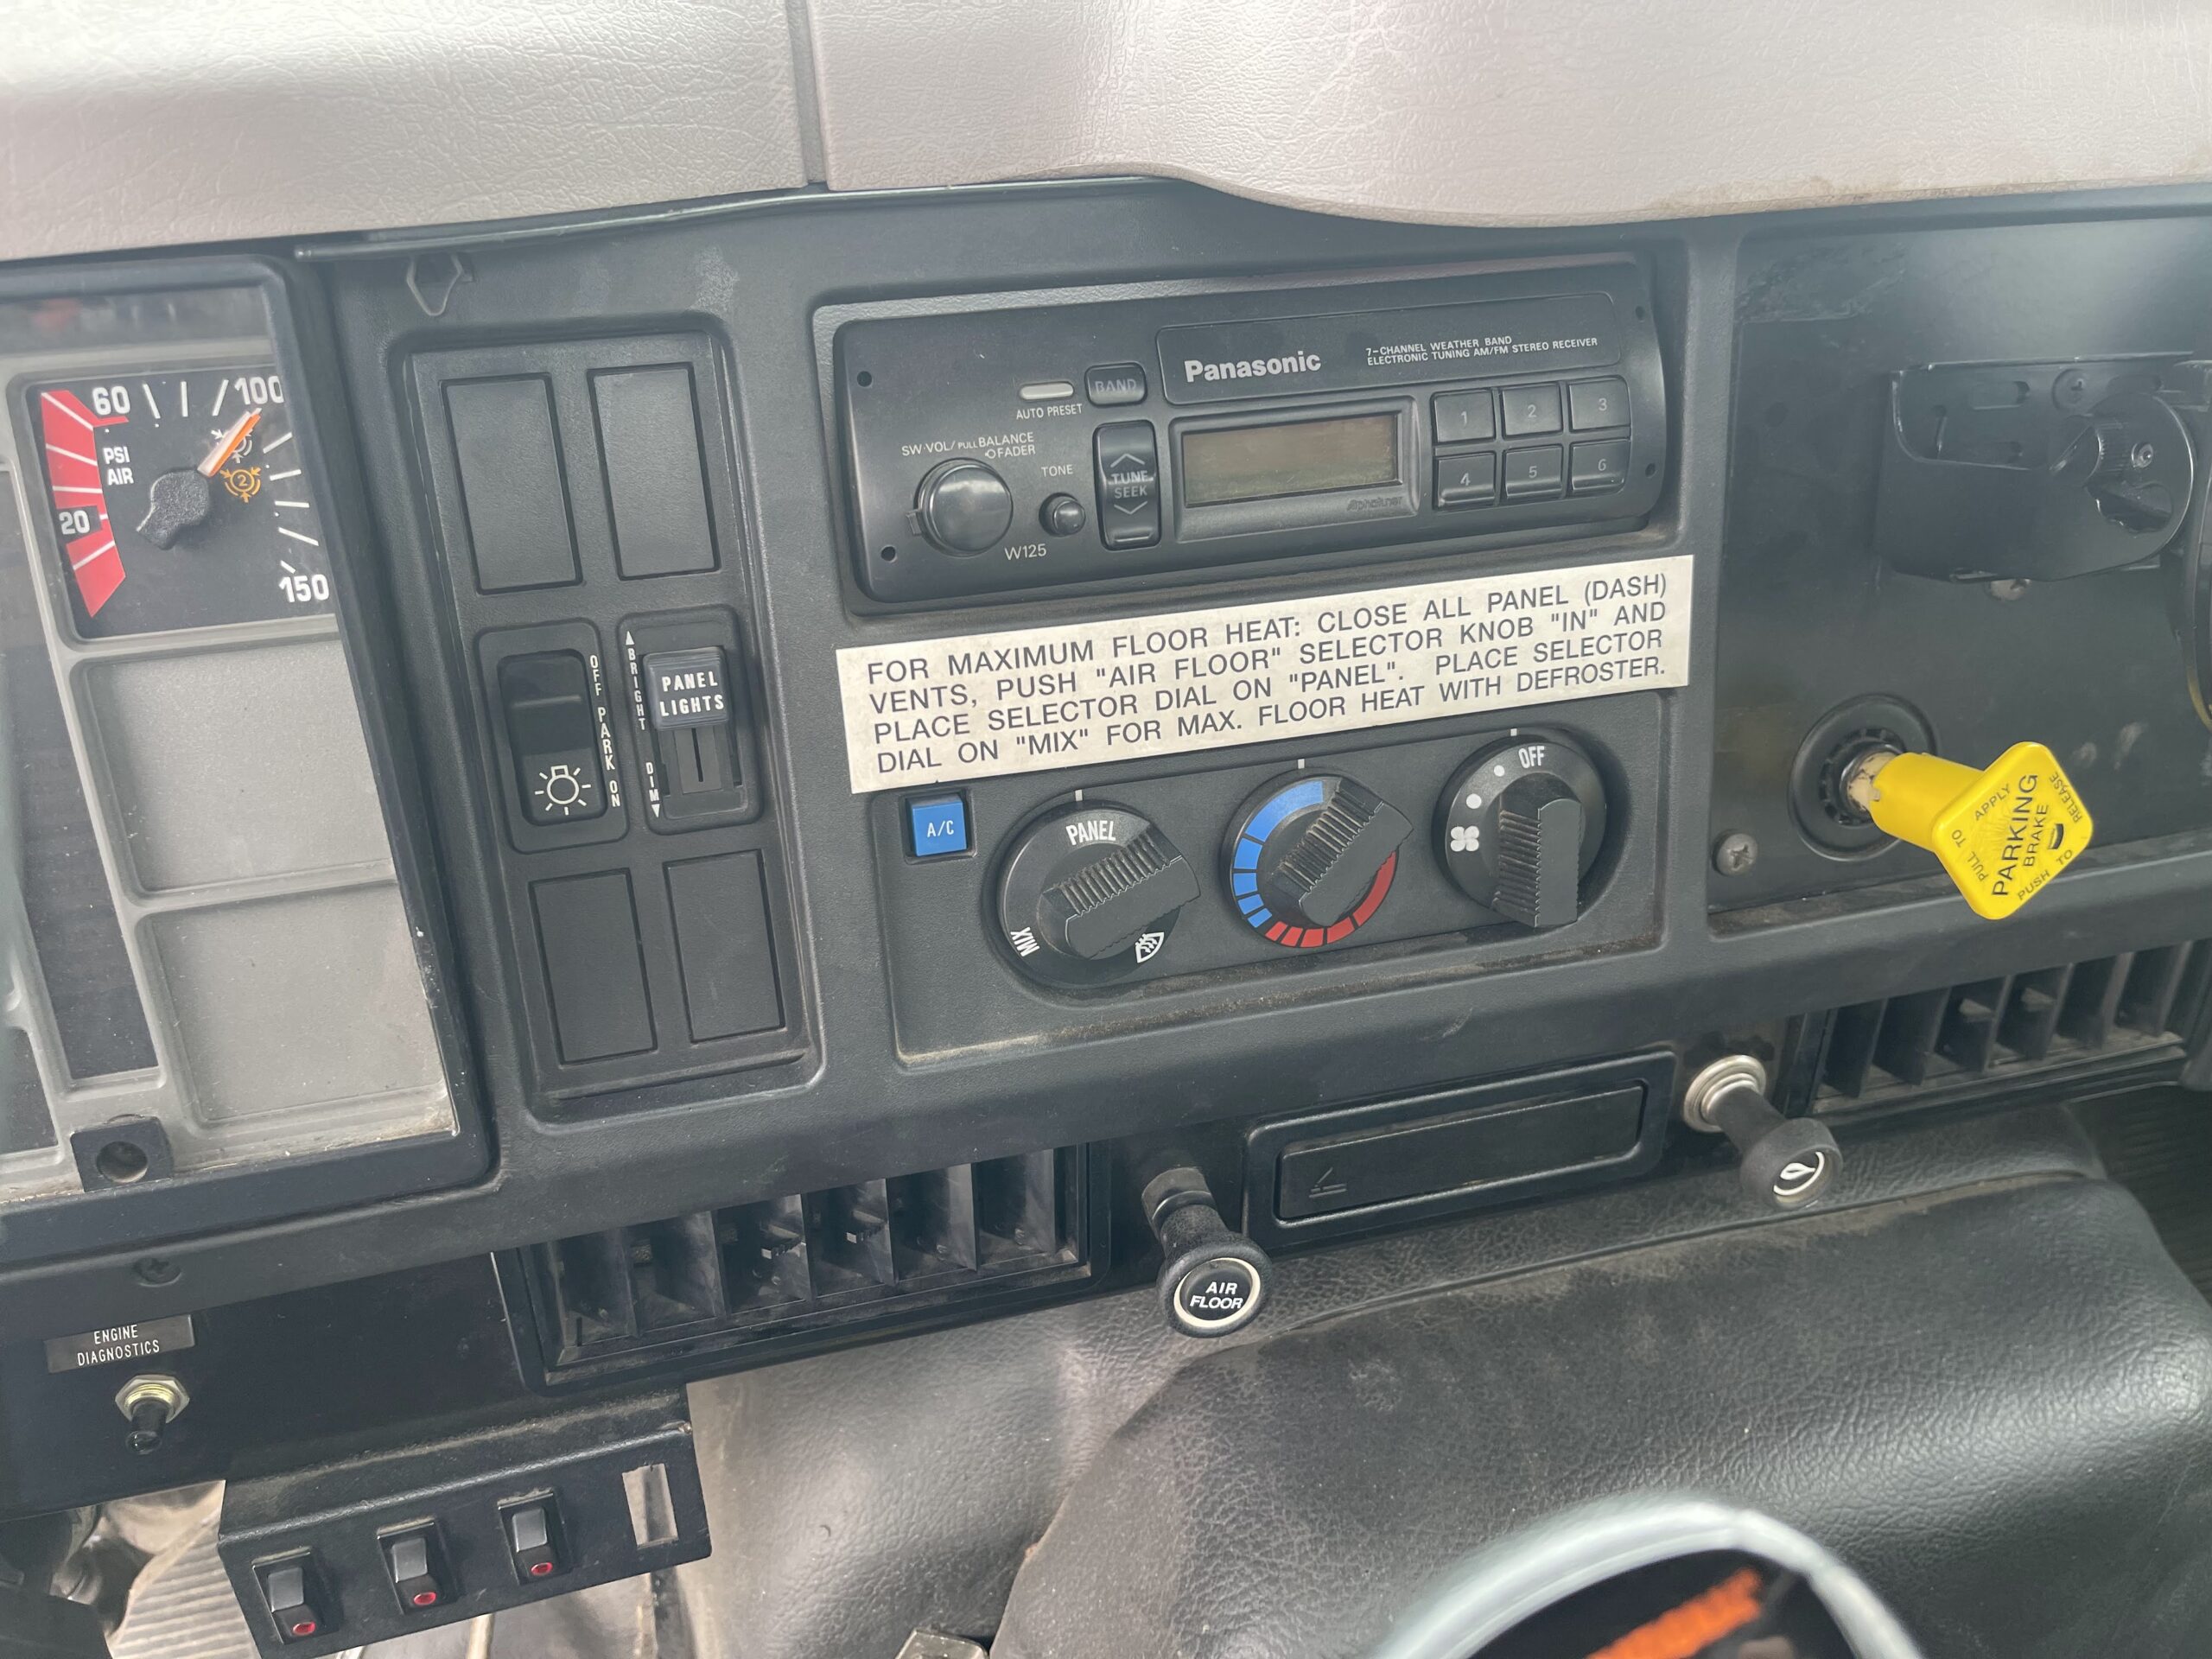 60
100
PSI
AIR
2
20
150
OFF PARK ON
BRIGHT
PANEL
LIGHTS
DIM
Panasonic
7-CHANNEL WEATHER BAND
ELECTRONIC TUNING AM/FM STEREO RECEIVER
AUTO PRESET
BAND
SW·VOL/PULL BALANCE
FADER
TONE
TUNE
SEEK
W125
1 2 3
4 5 6
FOR MAXIMUM FLOOR HEAT: CLOSE ALL PANEL (DASH)
VENTS, PUSH "AIR FLOOR" SELECTOR KNOB "IN" AND
PLACE SELECTOR DIAL ON "PANEL". PLACE SELECTOR
DIAL ON "MIX" FOR MAX. FLOOR HEAT WITH DEFROSTER.
A/C
PANEL
MIX
OFF
PULL TO APPLY
PARKING
BRAKE
PUSH TO RELEASE
AIR
FLOOR
ENGINE
DIAGNOSTICS